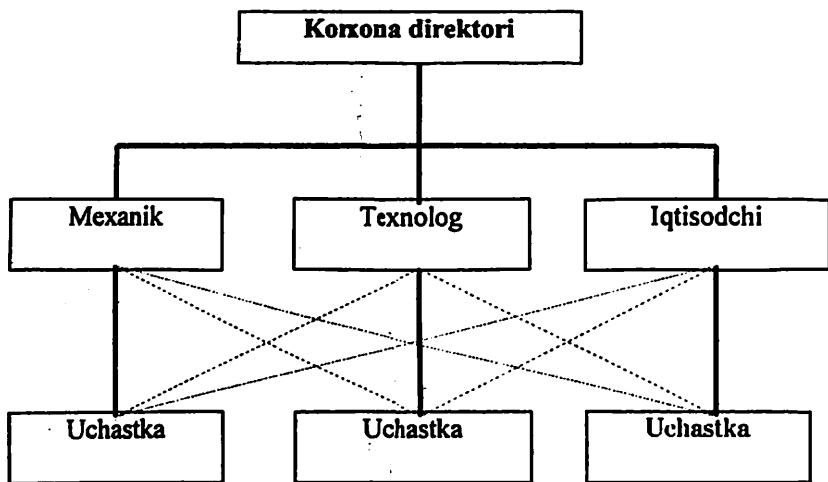 Korxona direktori
Mexanik
Texnolog
Iqtisodchi
Uchastka
Uchastka
Uchastka